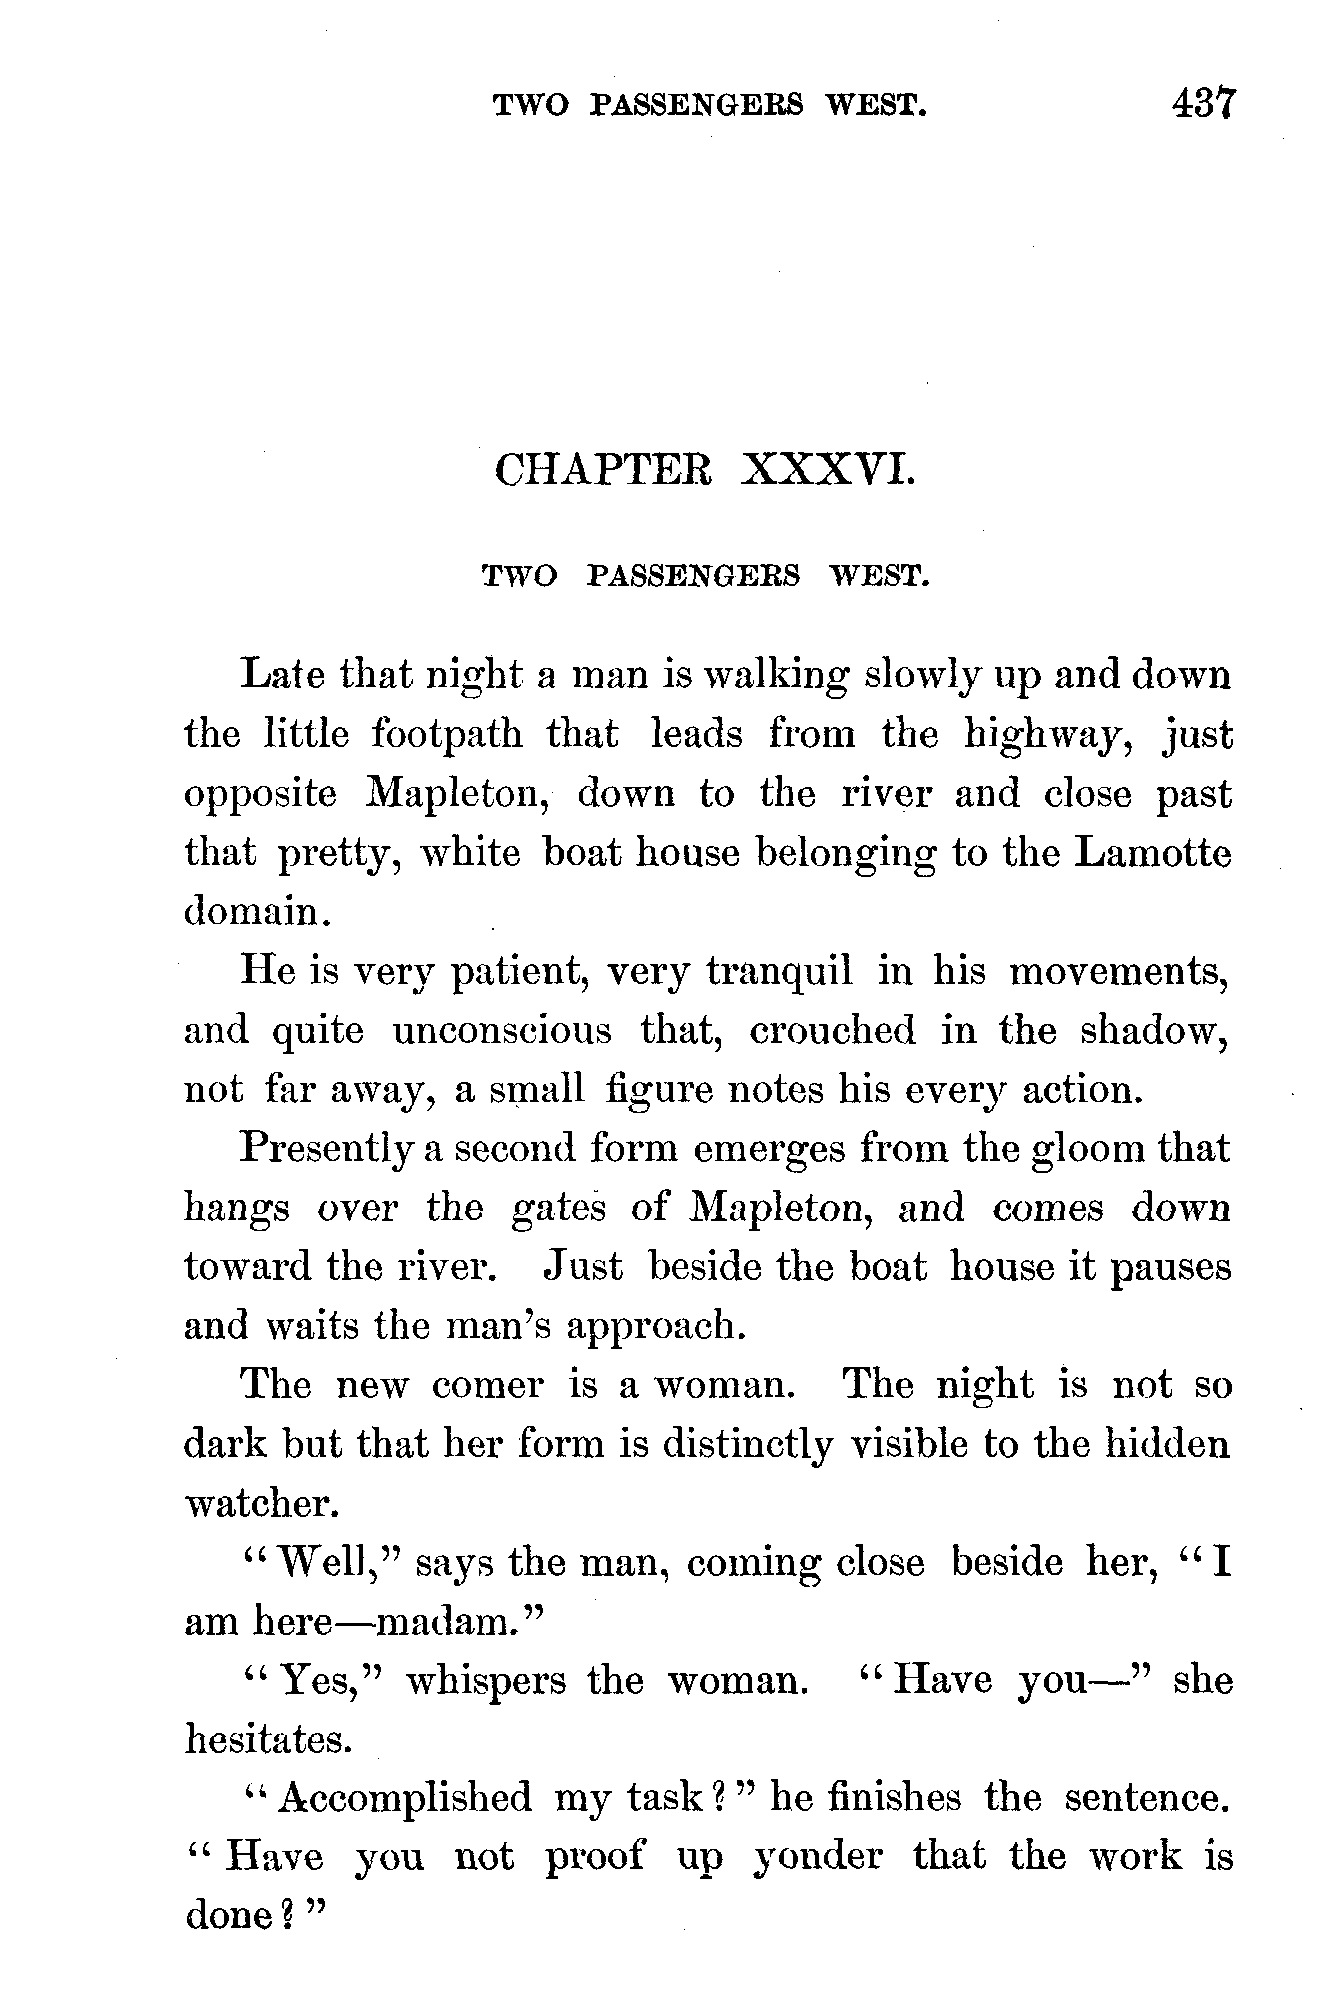 TWO PASSENGERS WEST. 437
CHAPTER XXXVI.
TWO PASSENGERS WEST.
Late that night a man is walking slowly up and down
the little footpath that leads from the highway, just
opposite Mapleton, down to the river and close past
that pretty, white boat house belonging to the Lamotte
domain.
He is very patient, very tranquil in his movements,
and quite unconscious that, crouched in the shadow,
not far away, a small figure notes his every action.
Presently a second form emerges from the gloom that
hangs over the gates of Mapleton, and comes down
toward the river. Just beside the boat house it pauses
and waits the man's approach.
The new comer is a woman. The night is not so
dark but that her form is distinctly visible to the hidden
watcher.
“Well,” says the man, coming close beside her, “I
am here—madam.”
“Yes,” whispers the woman. “Have you—” she
hesitates.
“Accomplished my task?” he finishes the sentence.
“Have you not proof up yonder that the work is
done?”